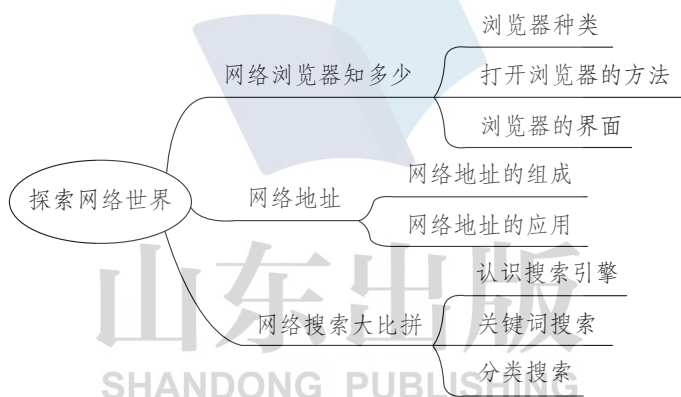 探索网络世界
网络浏览器知多少
浏览器种类
打开浏览器的方法
浏览器的界面
网络地址
网络地址的组成
网络地址的应用
网络搜索大比拼
认识搜索引擎
关键词搜索
分类搜索
山东出版
SHANDONG PUBLISHING